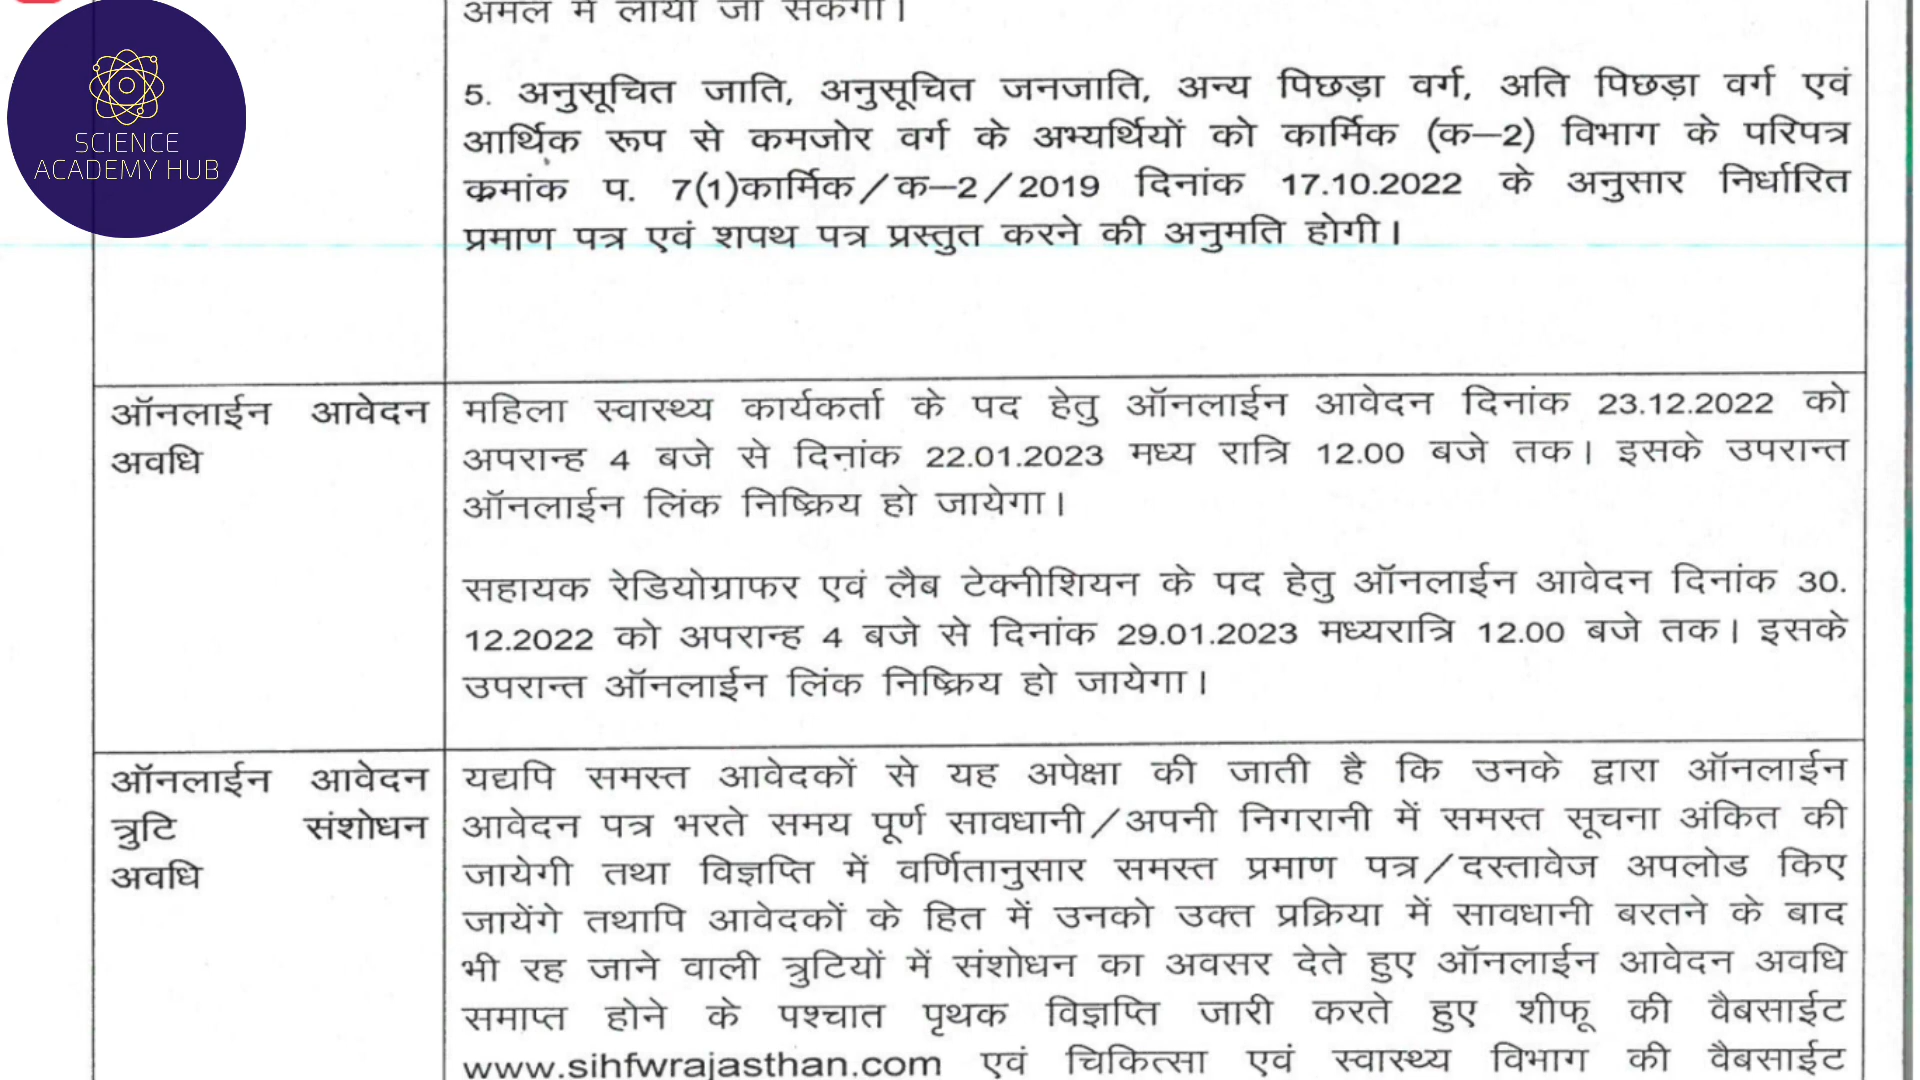 अमल में लायी जा सकेगी।
SCIENCE
ACADEMY HUB
5. अनुसूचित जाति, अनुसूचित जनजाति, अन्य पिछड़ा वर्ग, अति पिछड़ा वर्ग एवं
आर्थिक रूप से कमजोर वर्ग के अभ्यर्थियों को कार्मिक (क–2) विभाग के परिपत्र
क्रमांक प. 7(1)कार्मिक/क–2/2019 दिनांक 17.10.2022 के अनुसार निर्धारित
प्रमाण पत्र एवं शपथ पत्र प्रस्तुत करने की अनुमति होगी।
ऑनलाईन आवेदन
अवधि
महिला स्वास्थ्य कार्यकर्ता के पद हेतु ऑनलाईन आवेदन दिनांक 23.12.2022 को
अपरान्ह 4 बजे से दिनांक 22.01.2023 मध्य रात्रि 12.00 बजे तक। इसके उपरान्त
ऑनलाईन लिंक निष्क्रिय हो जायेगा।
सहायक रेडियोग्राफर एवं लैब टेक्नीशियन के पद हेतु ऑनलाईन आवेदन दिनांक 30.
12.2022 को अपरान्ह 4 बजे से दिनांक 29.01.2023 मध्यरात्रि 12.00 बजे तक। इसके
उपरान्त ऑनलाईन लिंक निष्क्रिय हो जायेगा।
ऑनलाईन आवेदन
त्रुटि संशोधन
अवधि
यद्यपि समस्त आवेदकों से यह अपेक्षा की जाती है कि उनके द्वारा ऑनलाईन
आवेदन पत्र भरते समय पूर्ण सावधानी/अपनी निगरानी में समस्त सूचना अंकित की
जायेगी तथा विज्ञप्ति में वर्णितानुसार समस्त प्रमाण पत्र/दस्तावेज अपलोड किए
जायेंगे तथापि आवेदकों के हित में उनको उक्त प्रक्रिया में सावधानी बरतने के बाद
भी रह जाने वाली त्रुटियों में संशोधन का अवसर देते हुए ऑनलाईन आवेदन अवधि
समाप्त होने के पश्चात पृथक विज्ञप्ति जारी करते हुए शीफू की वैबसाईट
www.sihfwrajasthan.com एवं चिकित्सा एवं स्वास्थ्य विभाग की वैबसाईट